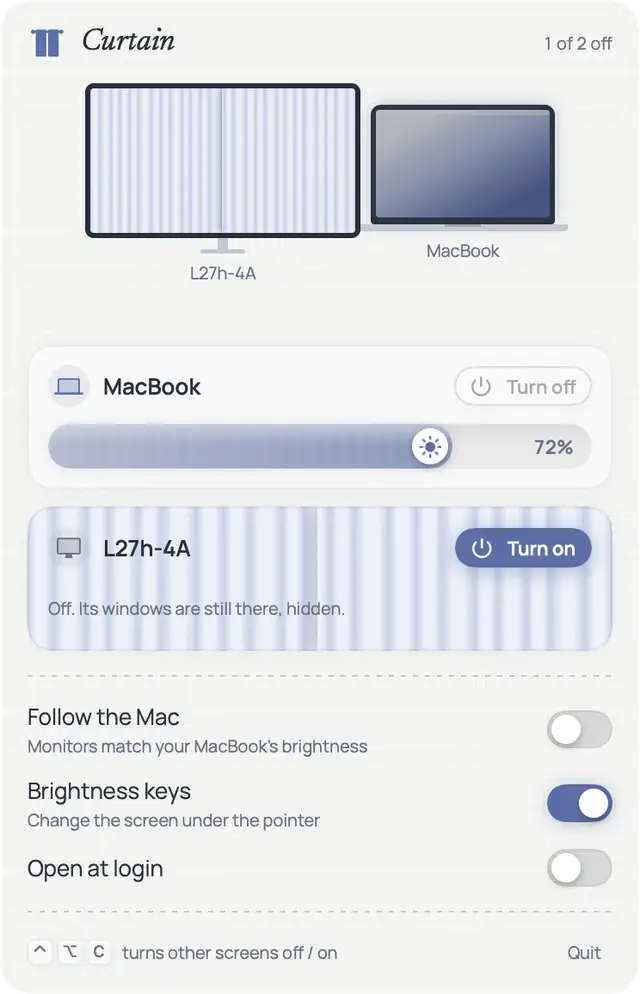 Curtain
1 of 2 off
L27h-4A
MacBook
MacBook
Turn off
72%
L27h-4A
Turn on
Off. Its windows are still there, hidden.
Follow the Mac
Monitors match your MacBook's brightness
Brightness keys
Change the screen under the pointer
Open at login
⌃ ⌥ C turns other screens off / on
Quit